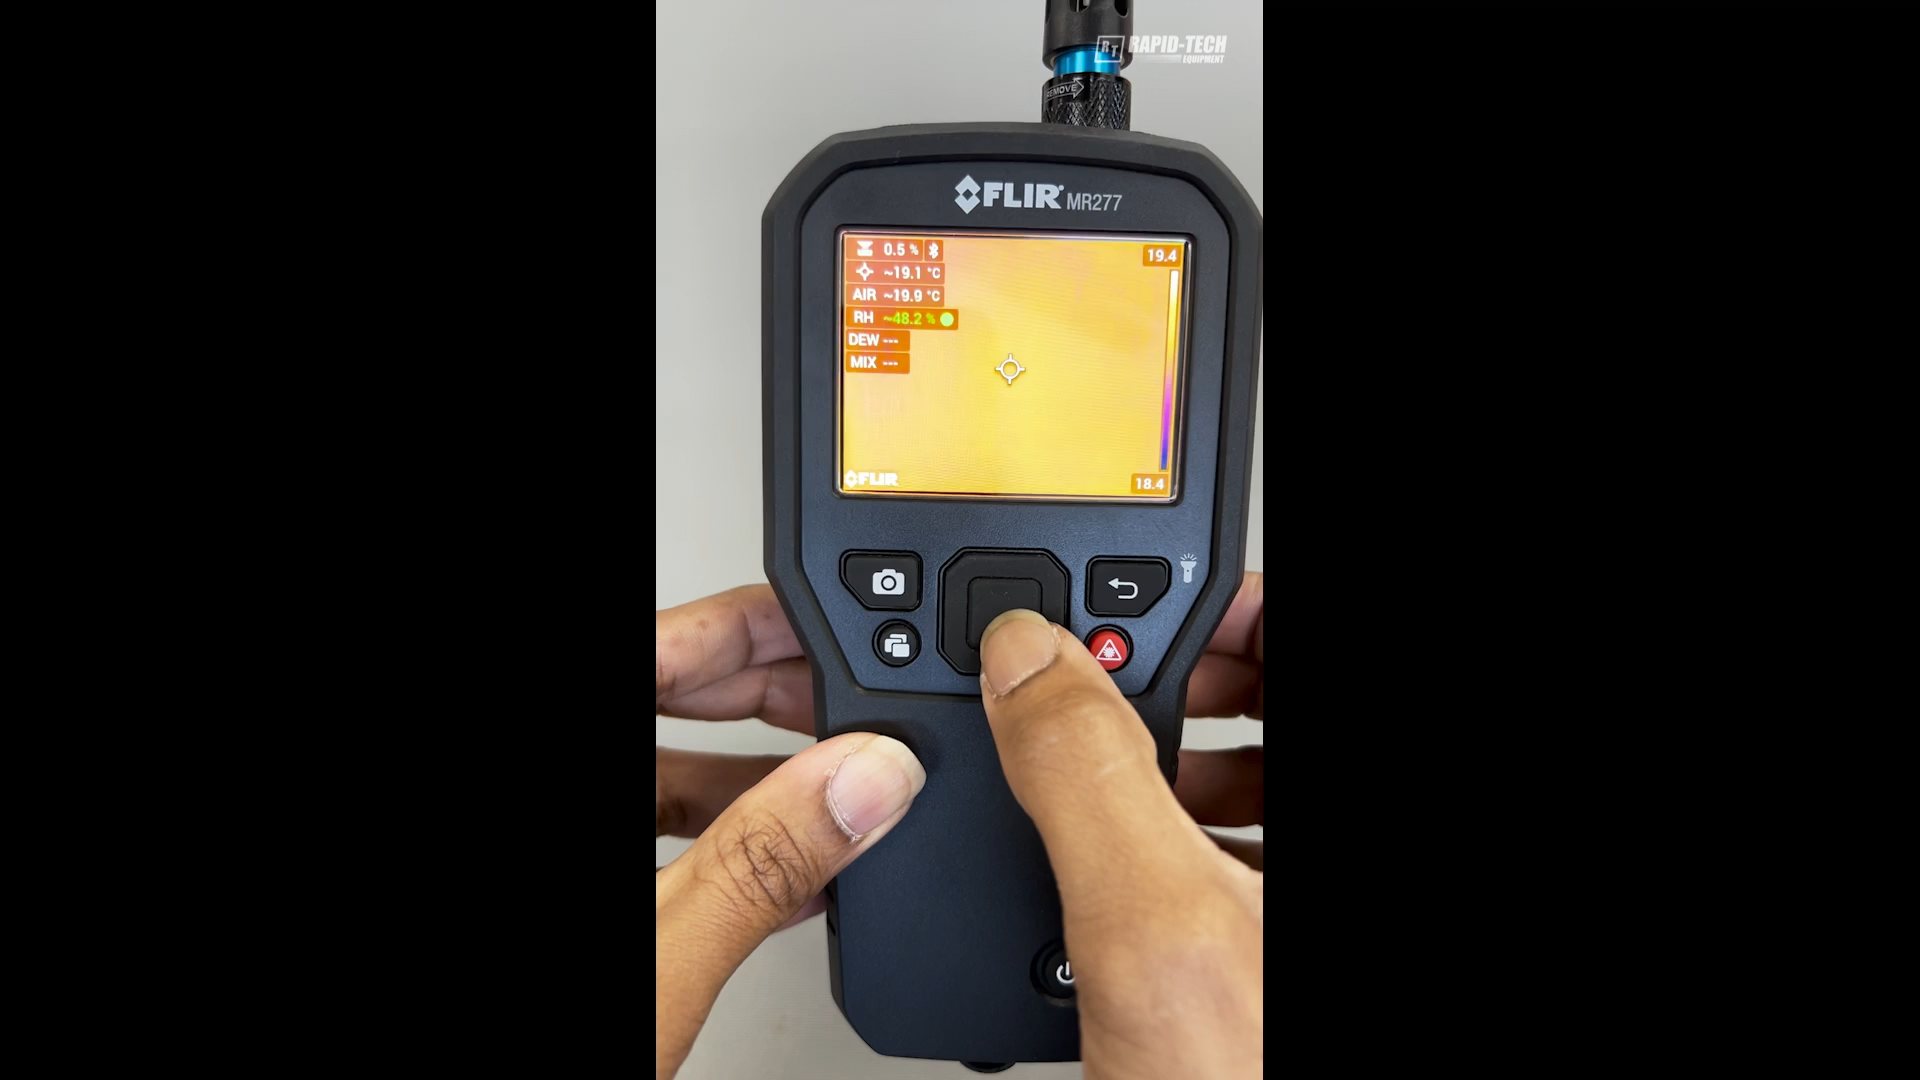 RT RAPID-TECH
EQUIPMENT
REMOVE
FLIR MR277
0.5 %
19.4
~19.1 °C
AIR ~19.9 °C
RH ~48.2 %
DEW ---
MIX ---
FLIR
18.4